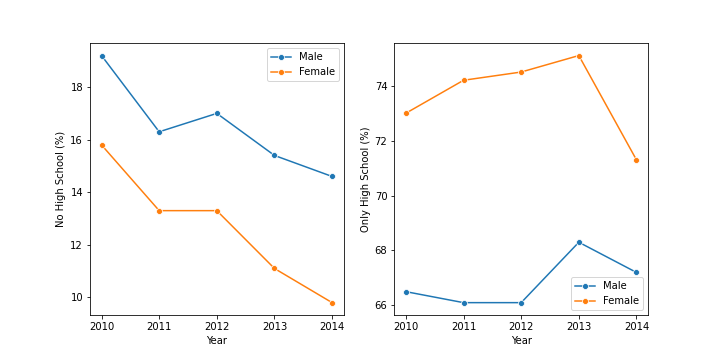 No High School (%)
18
16
14
12
10
Male
Female
2010 2011 2012 2013 2014
Year
Only High School (%)
74
72
70
68
66
Male
Female
2010 2011 2012 2013 2014
Year